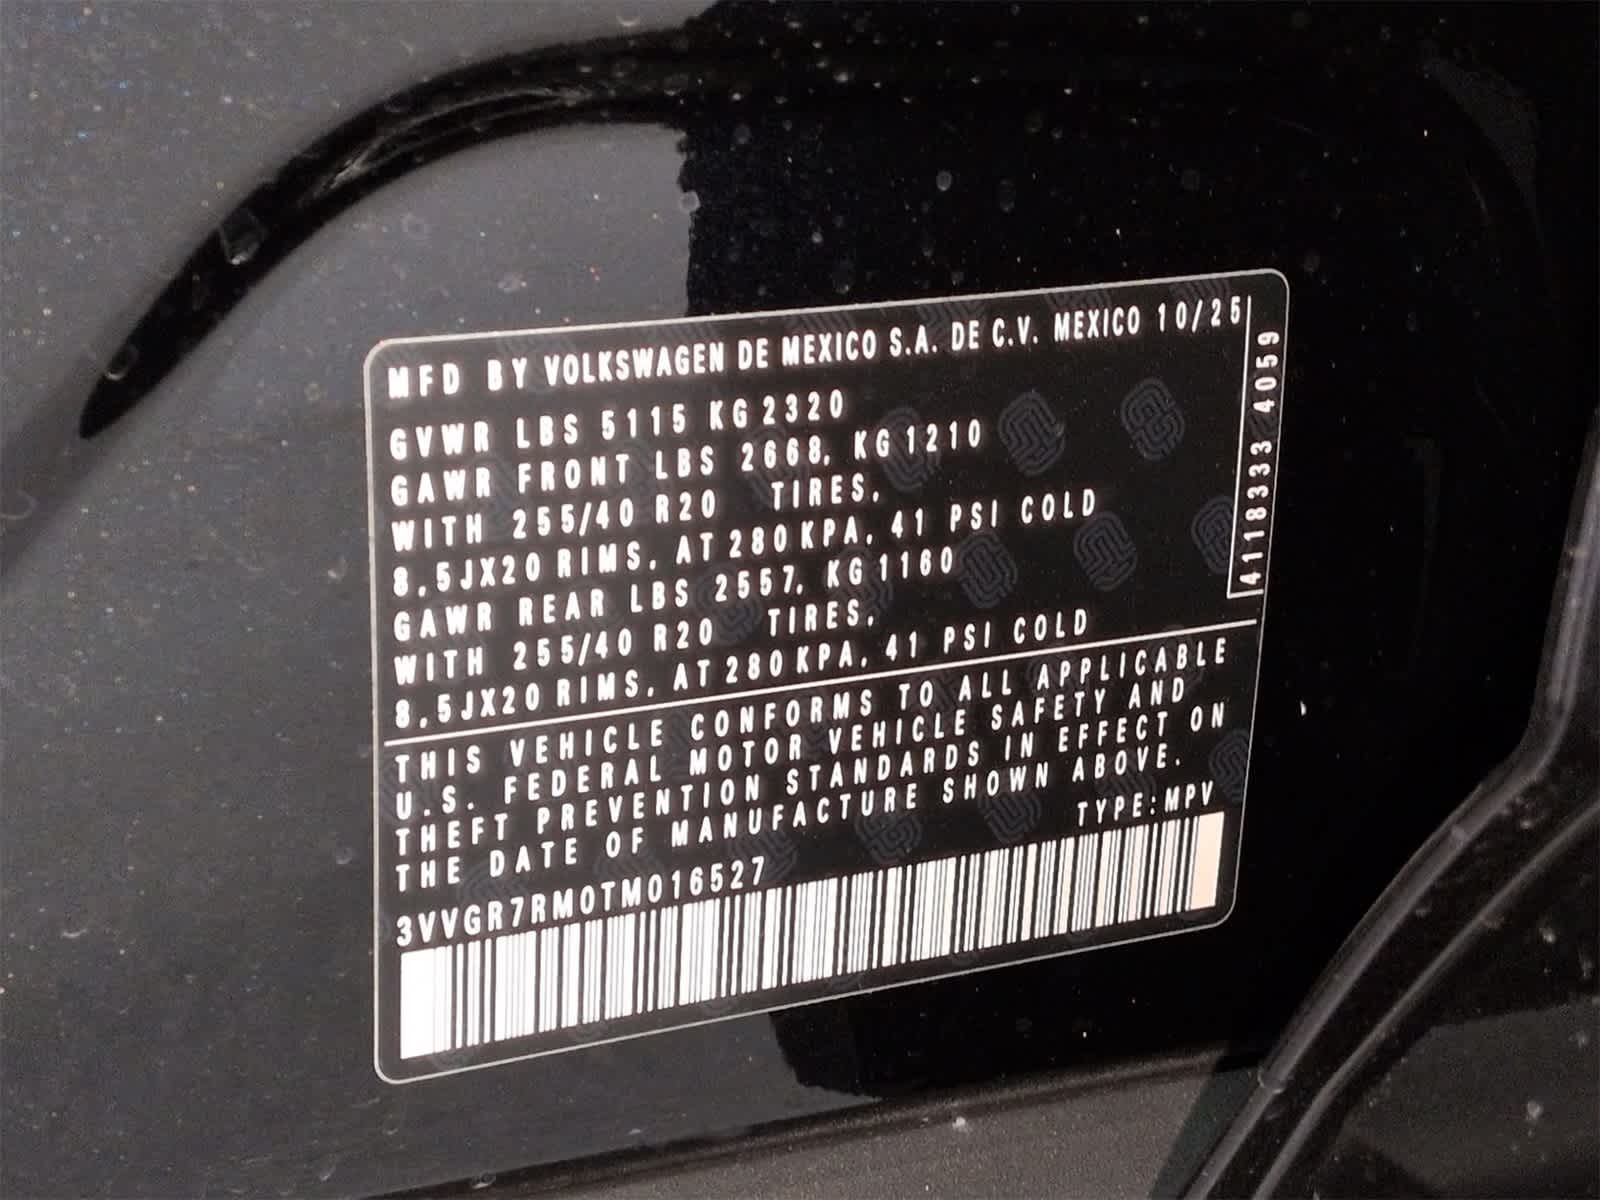 MFD BY VOLKSWAGEN DE MEXICO S.A. DE C.V. MEXICO 10/25
GVWR LBS 5115 KG 2320
GAWR FRONT LBS 2668, KG 1210
WITH 255/40 R20 TIRES,
8,5JX20 RIMS, AT 280 KPA, 41 PSI COLD
GAWR REAR LBS 2557, KG 1160
WITH 255/40 R20 TIRES,
8,5JX20 RIMS, AT 280 KPA, 41 PSI COLD
4118333 4059
THIS VEHICLE CONFORMS TO ALL APPLICABLE
U.S. FEDERAL MOTOR VEHICLE SAFETY AND
THEFT PREVENTION STANDARDS IN EFFECT ON
THE DATE OF MANUFACTURE SHOWN ABOVE.
TYPE:MPV
3VVGR7RM0TM016527